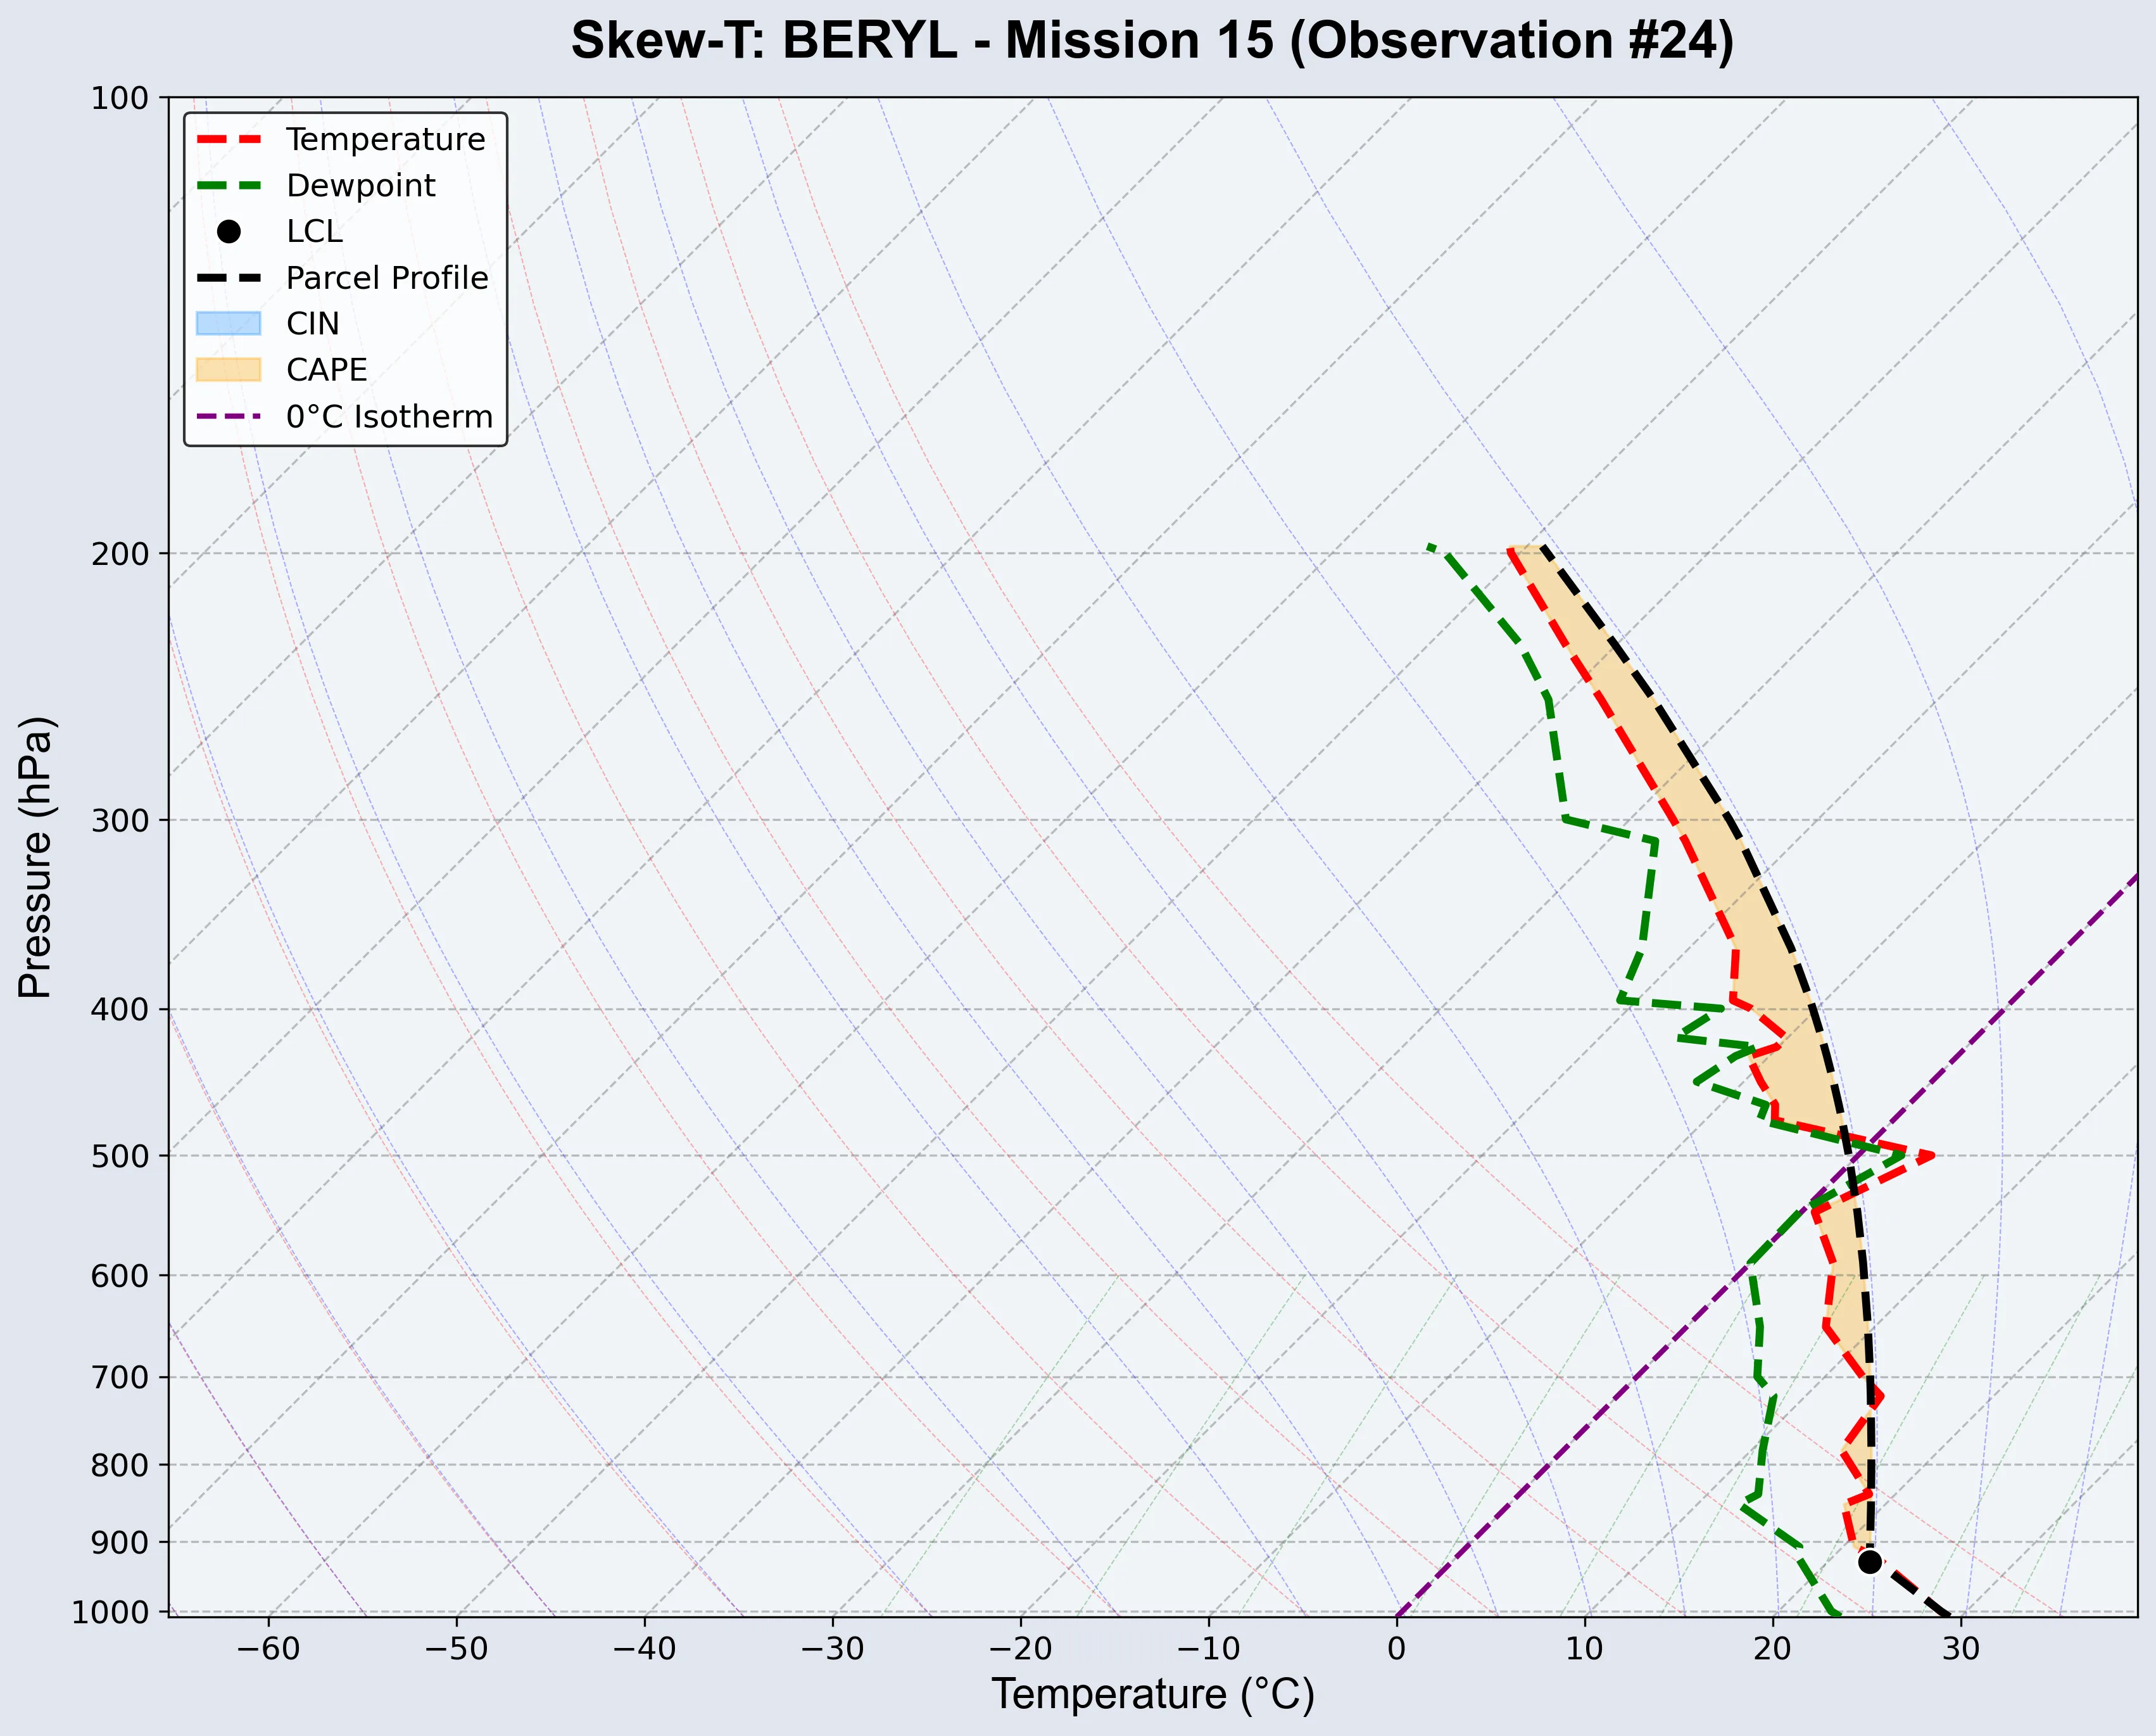 Skew-T: BERYL - Mission 15 (Observation #24)
Temperature
Dewpoint
LCL
Parcel Profile
CIN
CAPE
0°C Isotherm
Pressure (hPa)
100
200
300
400
500
600
700
800
900
1000
−60 −50 −40 −30 −20 −10 0 10 20 30
Temperature (°C)